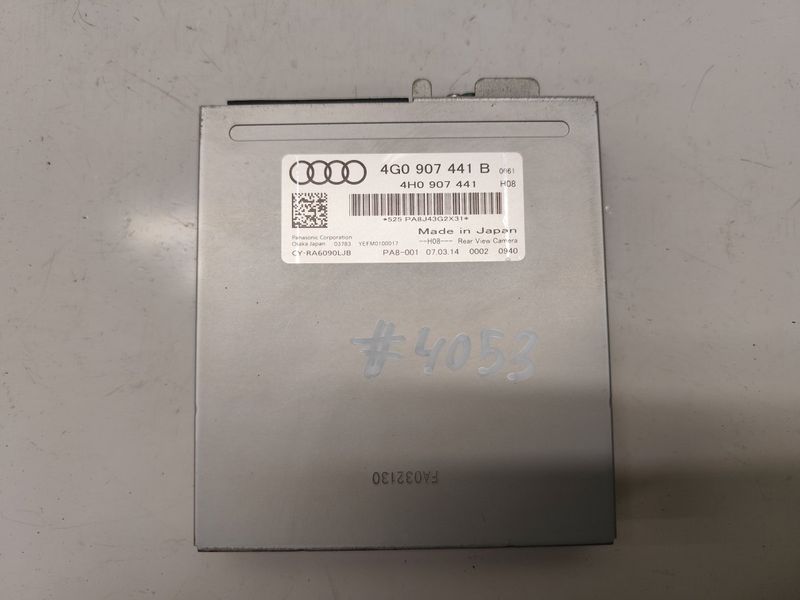 4G0 907 441 B
4H0 907 441 H08
*525 PA8J43G2X31*
Made in Japan
Panasonic Corporation
Osaka Japan 03783 YEFM0100017 --H08--- Rear View Camera
CY-RA6090LJB PA8-001 07.03.14 0002 0940
#4053
FA032130